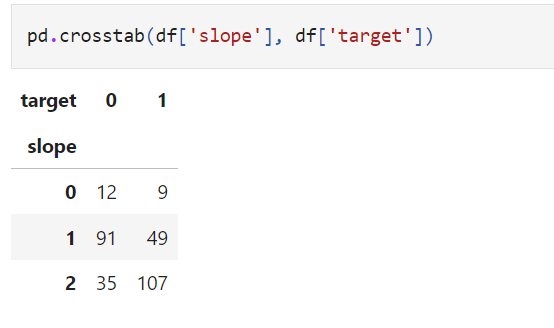 pd.crosstab(df['slope'], df['target'])
target 0 1
slope
0 12 9
1 91 49
2 35 107